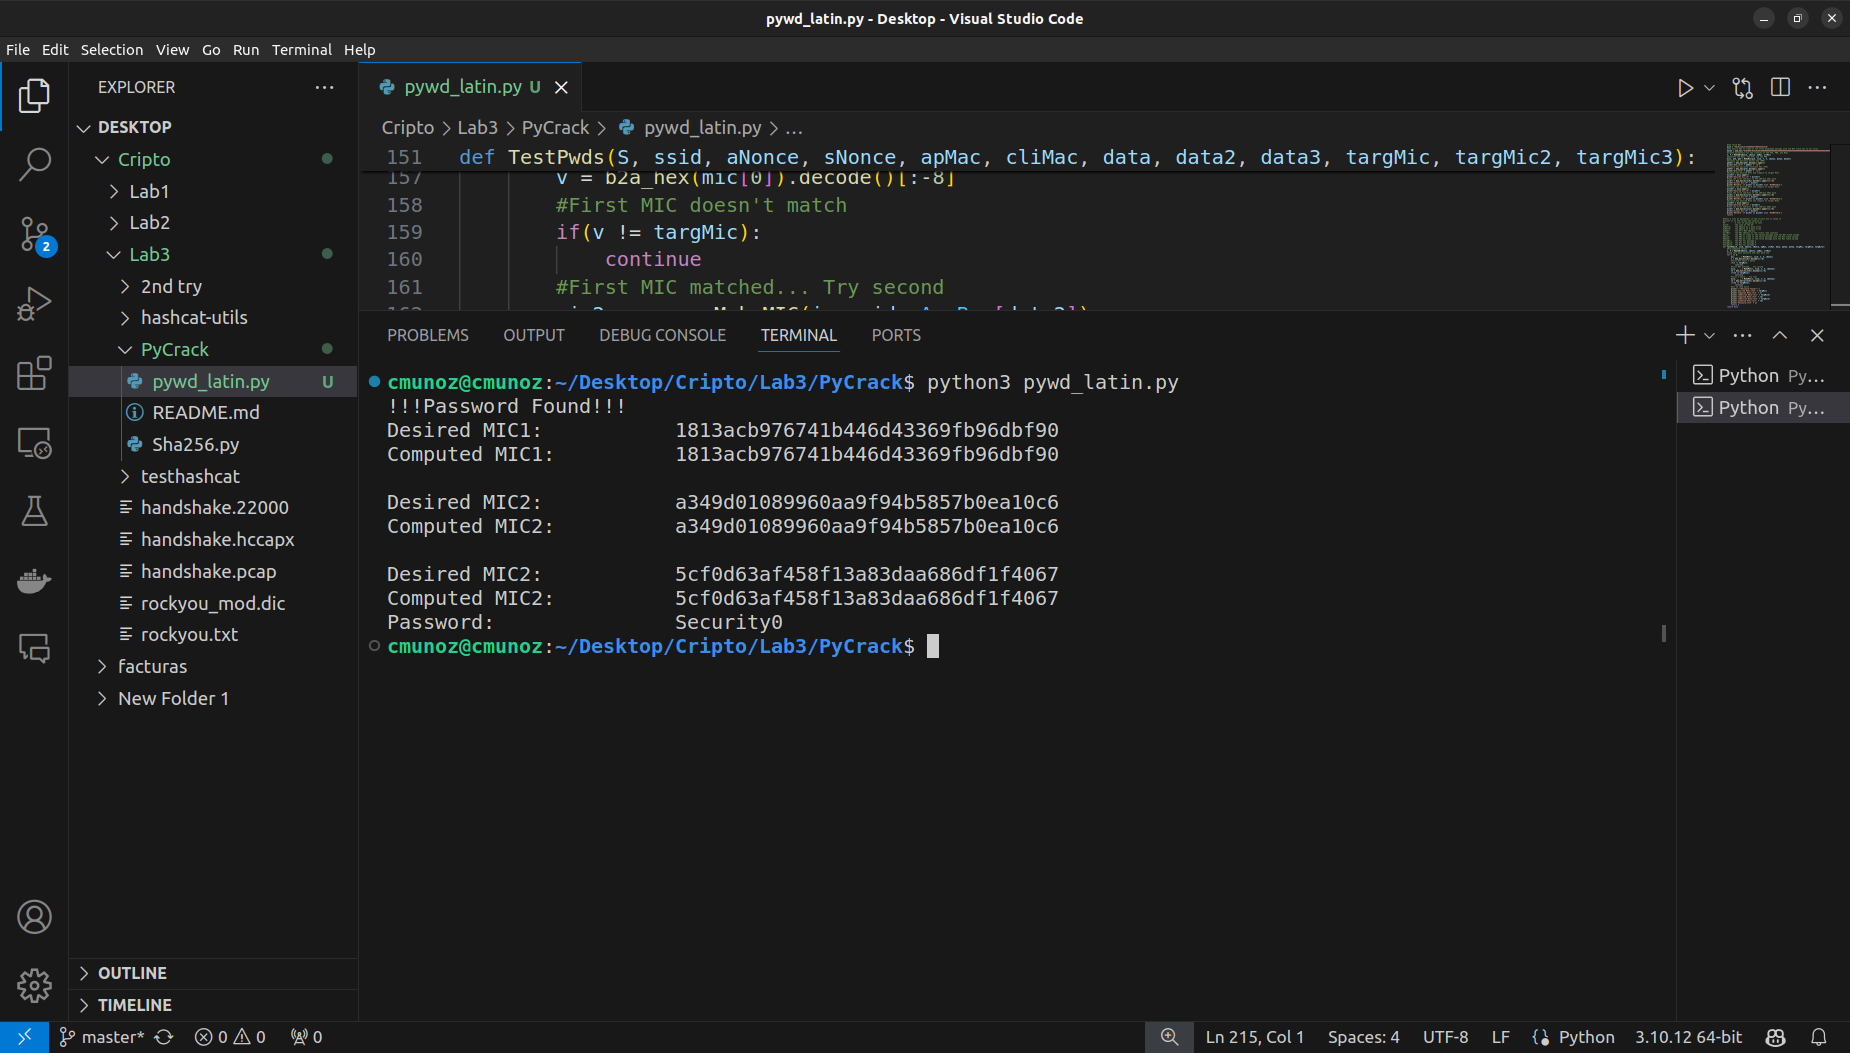 pywd_latin.py - Desktop - Visual Studio Code
File Edit Selection View Go Run Terminal Help
EXPLORER
DESKTOP
Cripto
Lab1
Lab2
Lab3
2nd try
hashcat-utils
PyCrack
pywd_latin.py U
README.md
Sha256.py
testhashcat
handshake.22000
handshake.hccapx
handshake.pcap
rockyou_mod.dic
rockyou.txt
facturas
New Folder 1
OUTLINE
TIMELINE
2
pywd_latin.py U
Cripto > Lab3 > PyCrack > pywd_latin.py > ...
151 def TestPwds(S, ssid, aNonce, sNonce, apMac, cliMac, data, data2, data3, targMic, targMic2, targMic3):
157 v = b2a_hex(mic[0]).decode()[:-8]
158 #First MIC doesn't match
159 if(v != targMic):
160 continue
161 #First MIC matched... Try second
PROBLEMS OUTPUT DEBUG CONSOLE TERMINAL PORTS
cmunoz@cmunoz:~/Desktop/Cripto/Lab3/PyCrack$ python3 pywd_latin.py
!!!Password Found!!!
Desired MIC1: 1813acb976741b446d43369fb96dbf90
Computed MIC1: 1813acb976741b446d43369fb96dbf90
Desired MIC2: a349d01089960aa9f94b5857b0ea10c6
Computed MIC2: a349d01089960aa9f94b5857b0ea10c6
Desired MIC2: 5cf0d63af458f13a83daa686df1f4067
Computed MIC2: 5cf0d63af458f13a83daa686df1f4067
Password: Security0
cmunoz@cmunoz:~/Desktop/Cripto/Lab3/PyCrack$
Python Py...
Python Py...
master* 0 0 0
Ln 215, Col 1 Spaces: 4 UTF-8 LF Python 3.10.12 64-bit